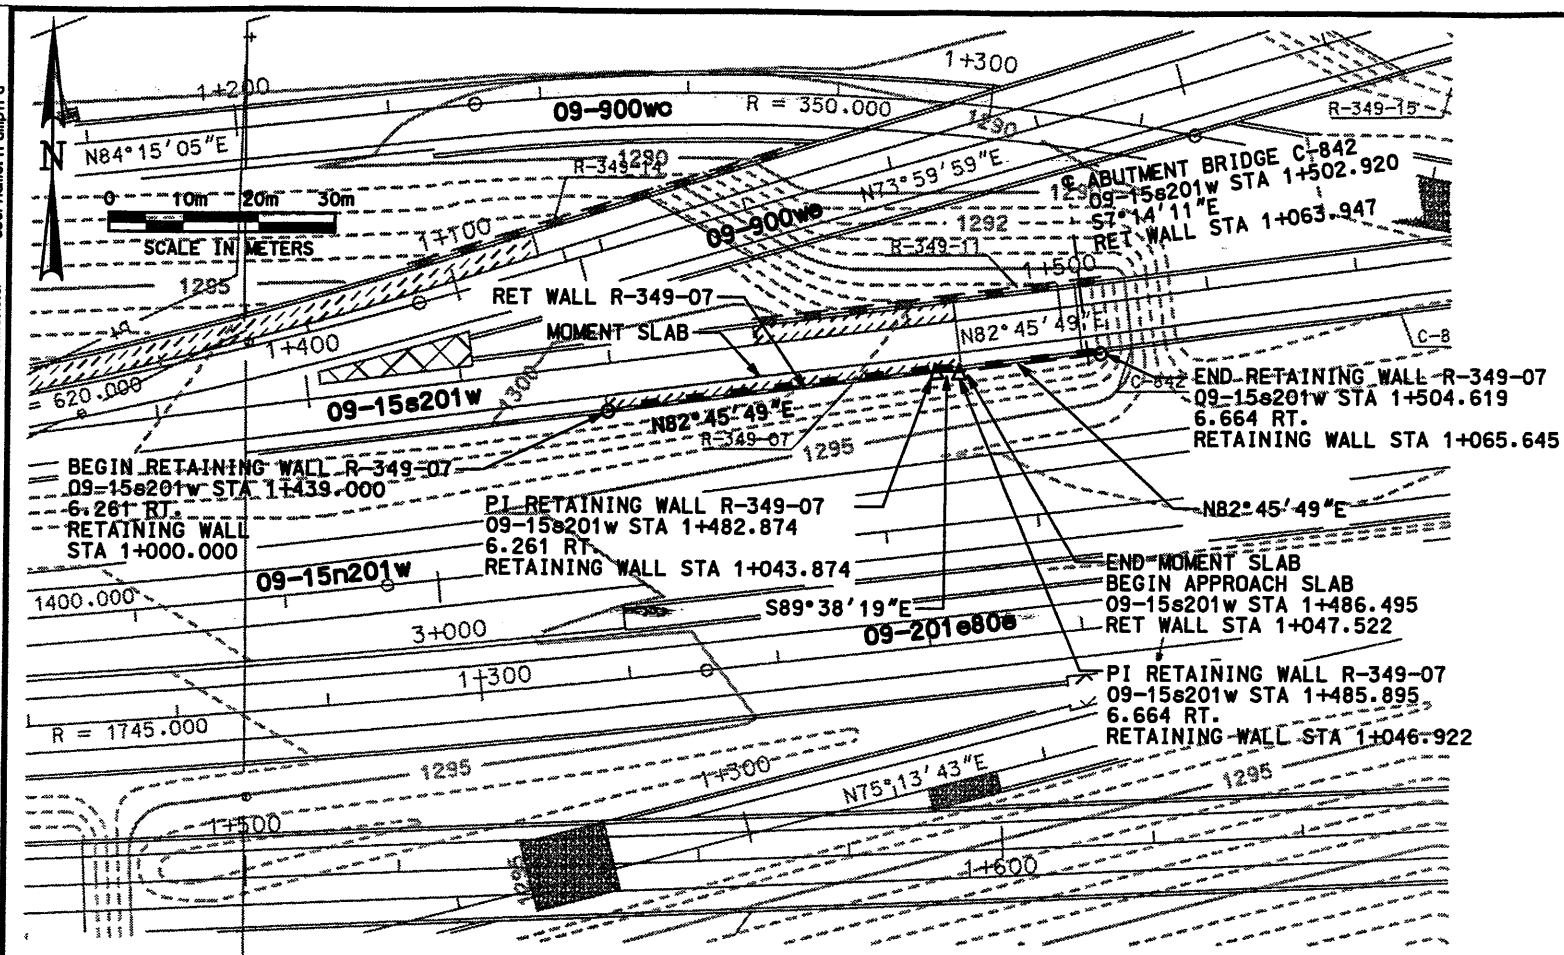 1+200
1+300
09-900wc
R = 350.000
R-349-15
N84°15'05"E
N
1290
1290
R-349-14
N73°59'59"E
0 10m 20m 30m
SCALE IN METERS
1+100
09-900we
1292
R-349-11
1+500
℄ ABUTMENT BRIDGE C-842
09-15s201w STA 1+502.920
S7°14'11"E
RET WALL STA 1+063.947
1295
RET WALL R-349-07
MOMENT SLAB
1+400
N82°45'49"E
C-8
620.000
09-15s201w
1300
N82°45'49"E
R-349-07
1295
C-842
END RETAINING WALL R-349-07
09-15s201w STA 1+504.619
6.664 RT.
RETAINING WALL STA 1+065.645
BEGIN RETAINING WALL R-349-07
09-15s201w STA 1+439.000
6.261 RT.
RETAINING WALL
STA 1+000.000
PI RETAINING WALL R-349-07
09-15s201w STA 1+482.874
6.261 RT.
RETAINING WALL STA 1+043.874
N82°45'49"E
09-15n201w
1400.000
S89°38'19"E
09-201e80e
3+000
END MOMENT SLAB
BEGIN APPROACH SLAB
09-15s201w STA 1+486.495
RET WALL STA 1+047.522
1+300
PI RETAINING WALL R-349-07
09-15s201w STA 1+485.895
6.664 RT.
RETAINING WALL STA 1+046.922
R = 1745.000
1295
1+300
N75°13'43"E
1295
1+500
1295
1+600